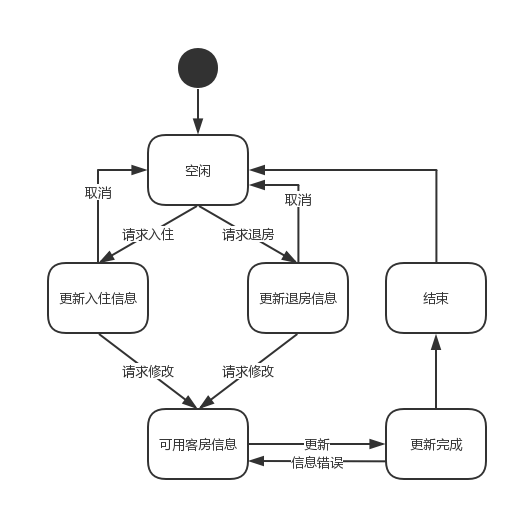 空闲
取消
取消
请求入住
请求退房
更新入住信息
更新退房信息
结束
请求修改
请求修改
可用客房信息
更新
信息错误
更新完成